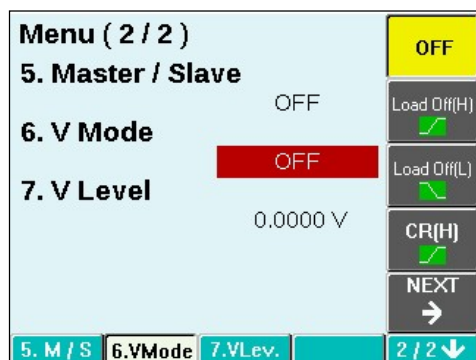 Menu ( 2 / 2 )
5. Master / Slave
OFF
6. V Mode
OFF
7. V Level
0.0000 V
OFF
Load Off(H)
Load Off(L)
CR(H)
NEXT
5. M / S
6.VMode
7.VLev.
2 / 2